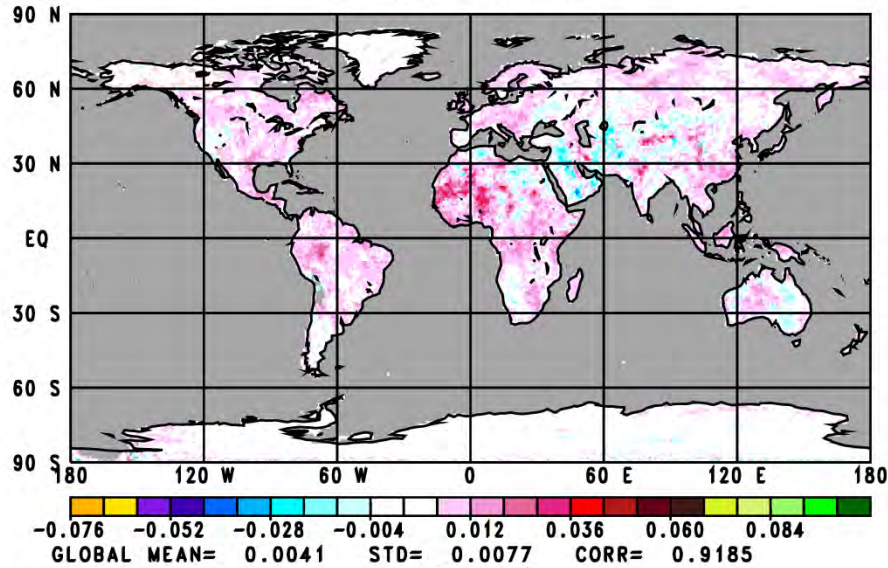 90 N
60 N
30 N
EQ
30 S
60 S
90 S
180 120 W 60 W 0 60 E 120 E 180
-0.076 -0.052 -0.028 -0.004 0.012 0.036 0.060 0.084
GLOBAL MEAN= 0.0041 STD= 0.0077 CORR= 0.9185